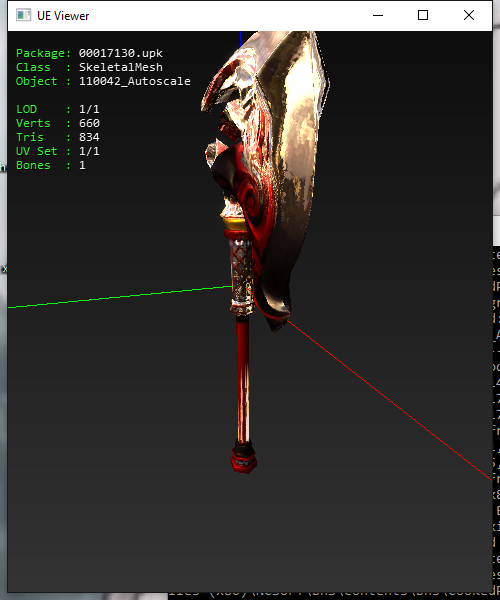 UE Viewer
Package: 00017130.upk
Class  : SkeletalMesh
Object : 110042_Autoscale
LOD    : 1/1
Verts  : 660
Tris   : 834
UV Set : 1/1
Bones  : 1